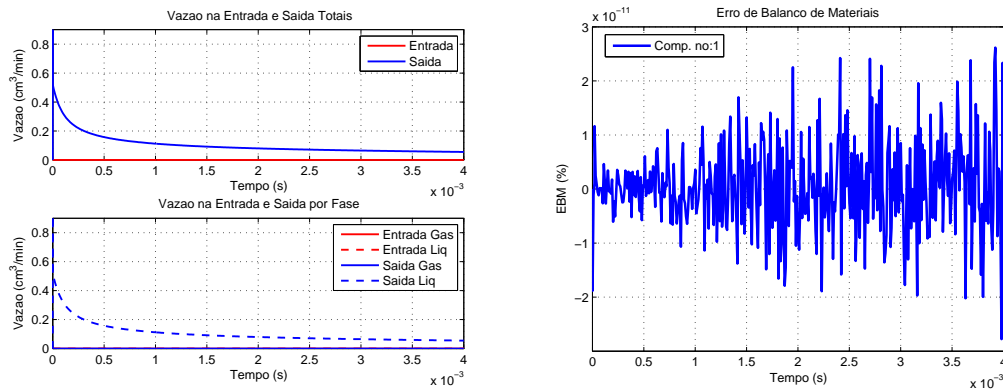 Vazao na Entrada e Saida Totais
Vazao (cm3/min)
0.8
0.6
0.4
0.2
0
Entrada
Saida
0 0.5 1 1.5 2 2.5 3 3.5 4
Tempo (s)
x 10−3
Vazao na Entrada e Saida por Fase
Vazao (cm3/min)
0.8
0.6
0.4
0.2
0
Entrada Gas
Entrada Liq
Saida Gas
Saida Liq
0 0.5 1 1.5 2 2.5 3 3.5 4
Tempo (s)
x 10−3
x 10−11
Erro de Balanco de Materiais
EBM (%)
3
2
1
0
−1
−2
Comp. no:1
0 0.5 1 1.5 2 2.5 3 3.5 4
Tempo (s)
x 10−3